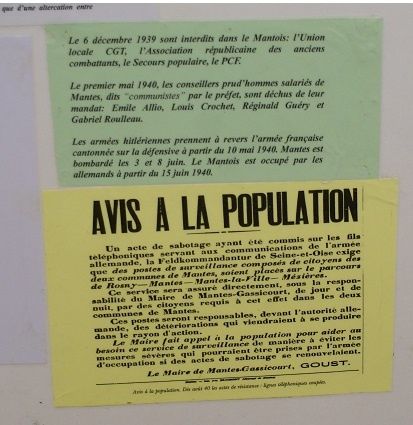 que d'une altercation entre
Le 6 décembre 1939 sont interdits dans le Mantois: l'Union
locale CGT, l'Association républicaine des anciens
combattants, le Secours populaire, le PCF.
Le premier mai 1940, les conseillers prud'hommes salariés de
Mantes, dits "communistes" par le préfet, sont déchus de leur
mandat: Emile Allio, Louis Crochet, Réginald Guéry et
Gabriel Roulleau.
Les armées hitlériennes prennent à revers l'armée française
cantonnée sur la défensive à partir du 10 mai 1940. Mantes est
bombardé les 3 et 8 juin. Le Mantois est occupé par les
allemands à partir du 15 juin 1940.
AVIS A LA POPULATION
Un acte de sabotage ayant été commis sur les fils
téléphoniques servant aux communications de l'armée
allemande, la Feldkommandantur de Seine-et-Oise exige
que des postes de surveillance composés de citoyens des
deux communes de Mantes, soient placés sur le parcours
de Rosny—Mantes—Mantes-la-Ville—Mézières.
Ce service sera assuré directement, sous la respon-
sabilité du Maire de Mantes-Gassicourt, de jour et de
nuit, par des citoyens requis à cet effet dans les deux
communes de Mantes.
Ces postes seront responsables, devant l'autorité alle-
mande, des détériorations qui viendraient à se produire
dans le rayon d'action.
Le Maire fait appel à la population pour aider au
besoin ce service de surveillance de manière à éviter les
mesures sévères qui pourraient être prises par l'armée
d'occupation si des actes de sabotage se renouvelaient.
Le Maire de Mantes-Gassicourt, GOUST.
Avis à la population. Dès août 40 les actes de résistance : lignes téléphoniques coupées.